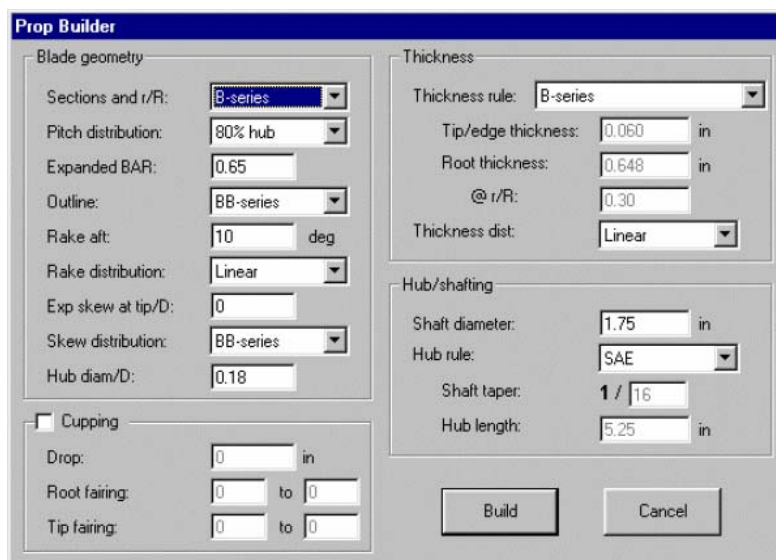 Prop Builder
Blade geometry
Sections and r/R: B-series
Pitch distribution: 80% hub
Expanded BAR: 0.65
Outline: BB-series
Rake aft: 10 deg
Rake distribution: Linear
Exp skew at tip/D: 0
Skew distribution: BB-series
Hub diam/D: 0.18
Cupping
Drop: 0 in
Root fairing: 0 to 0
Tip fairing: 0 to 0
Thickness
Thickness rule: B-series
Tip/edge thickness: 0.060 in
Root thickness: 0.648 in
@ r/R: 0.30
Thickness dist: Linear
Hub/shafting
Shaft diameter: 1.75 in
Hub rule: SAE
Shaft taper: 1 / 16
Hub length: 5.25 in
Build Cancel